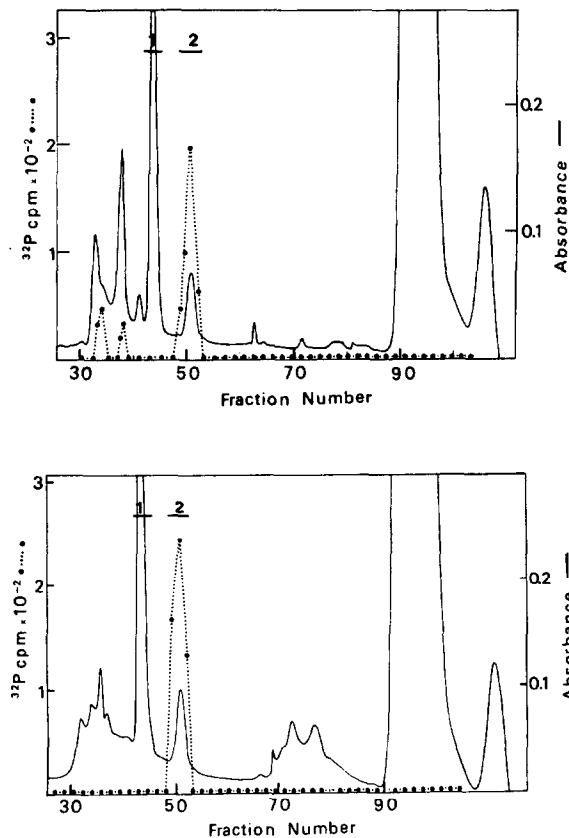 3
2
1
³²P cpm × 10⁻² •·····•
1 2
0.2
0.1
Absorbance —
30 50 70 90
Fraction Number
3
2
1
³²P cpm × 10⁻² •·····•
1 2
0.2
0.1
Absorbance —
30 50 70 90
Fraction Number